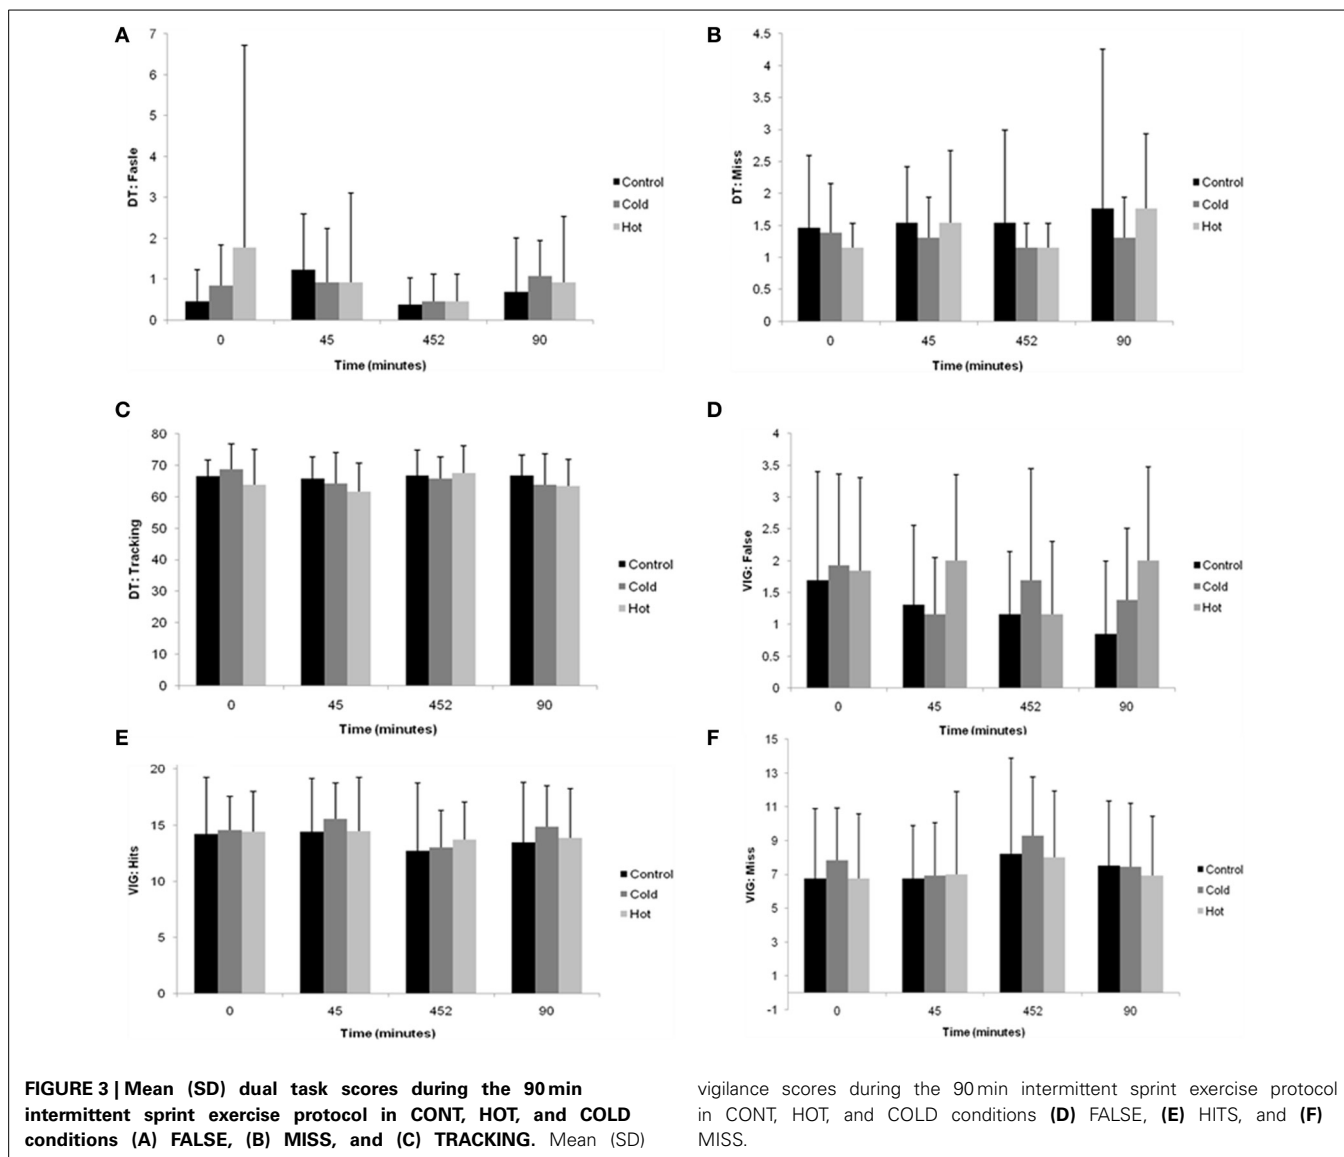 A
7
6
5
4
3
2
1
0
DT: Fasle
0 45 452 90
Time (minutes)
Control
Cold
Hot
B
4.5
4
3.5
3
2.5
2
1.5
1
0.5
0
DT: Miss
0 45 452 90
Time (minutes)
Control
Cold
Hot
C
80
70
60
50
40
30
20
10
0
DT: Tracking
0 45 452 90
Time (minutes)
Control
Cold
Hot
D
4
3.5
3
2.5
2
1.5
1
0.5
0
VIG: False
0 45 452 90
Time (minutes)
Control
Cold
Hot
E
20
15
10
5
0
VIG: Hits
0 45 452 90
Time (minutes)
Control
Cold
Hot
F
15
13
11
9
7
5
3
1
-1
VIG: Miss
0 45 452 90
Time (minutes)
Control
Cold
Hot
FIGURE 3 | Mean (SD) dual task scores during the 90 min
intermittent sprint exercise protocol in CONT, HOT, and COLD
conditions (A) FALSE, (B) MISS, and (C) TRACKING. Mean (SD)
vigilance scores during the 90 min intermittent sprint exercise protocol
in CONT, HOT, and COLD conditions (D) FALSE, (E) HITS, and (F)
MISS.